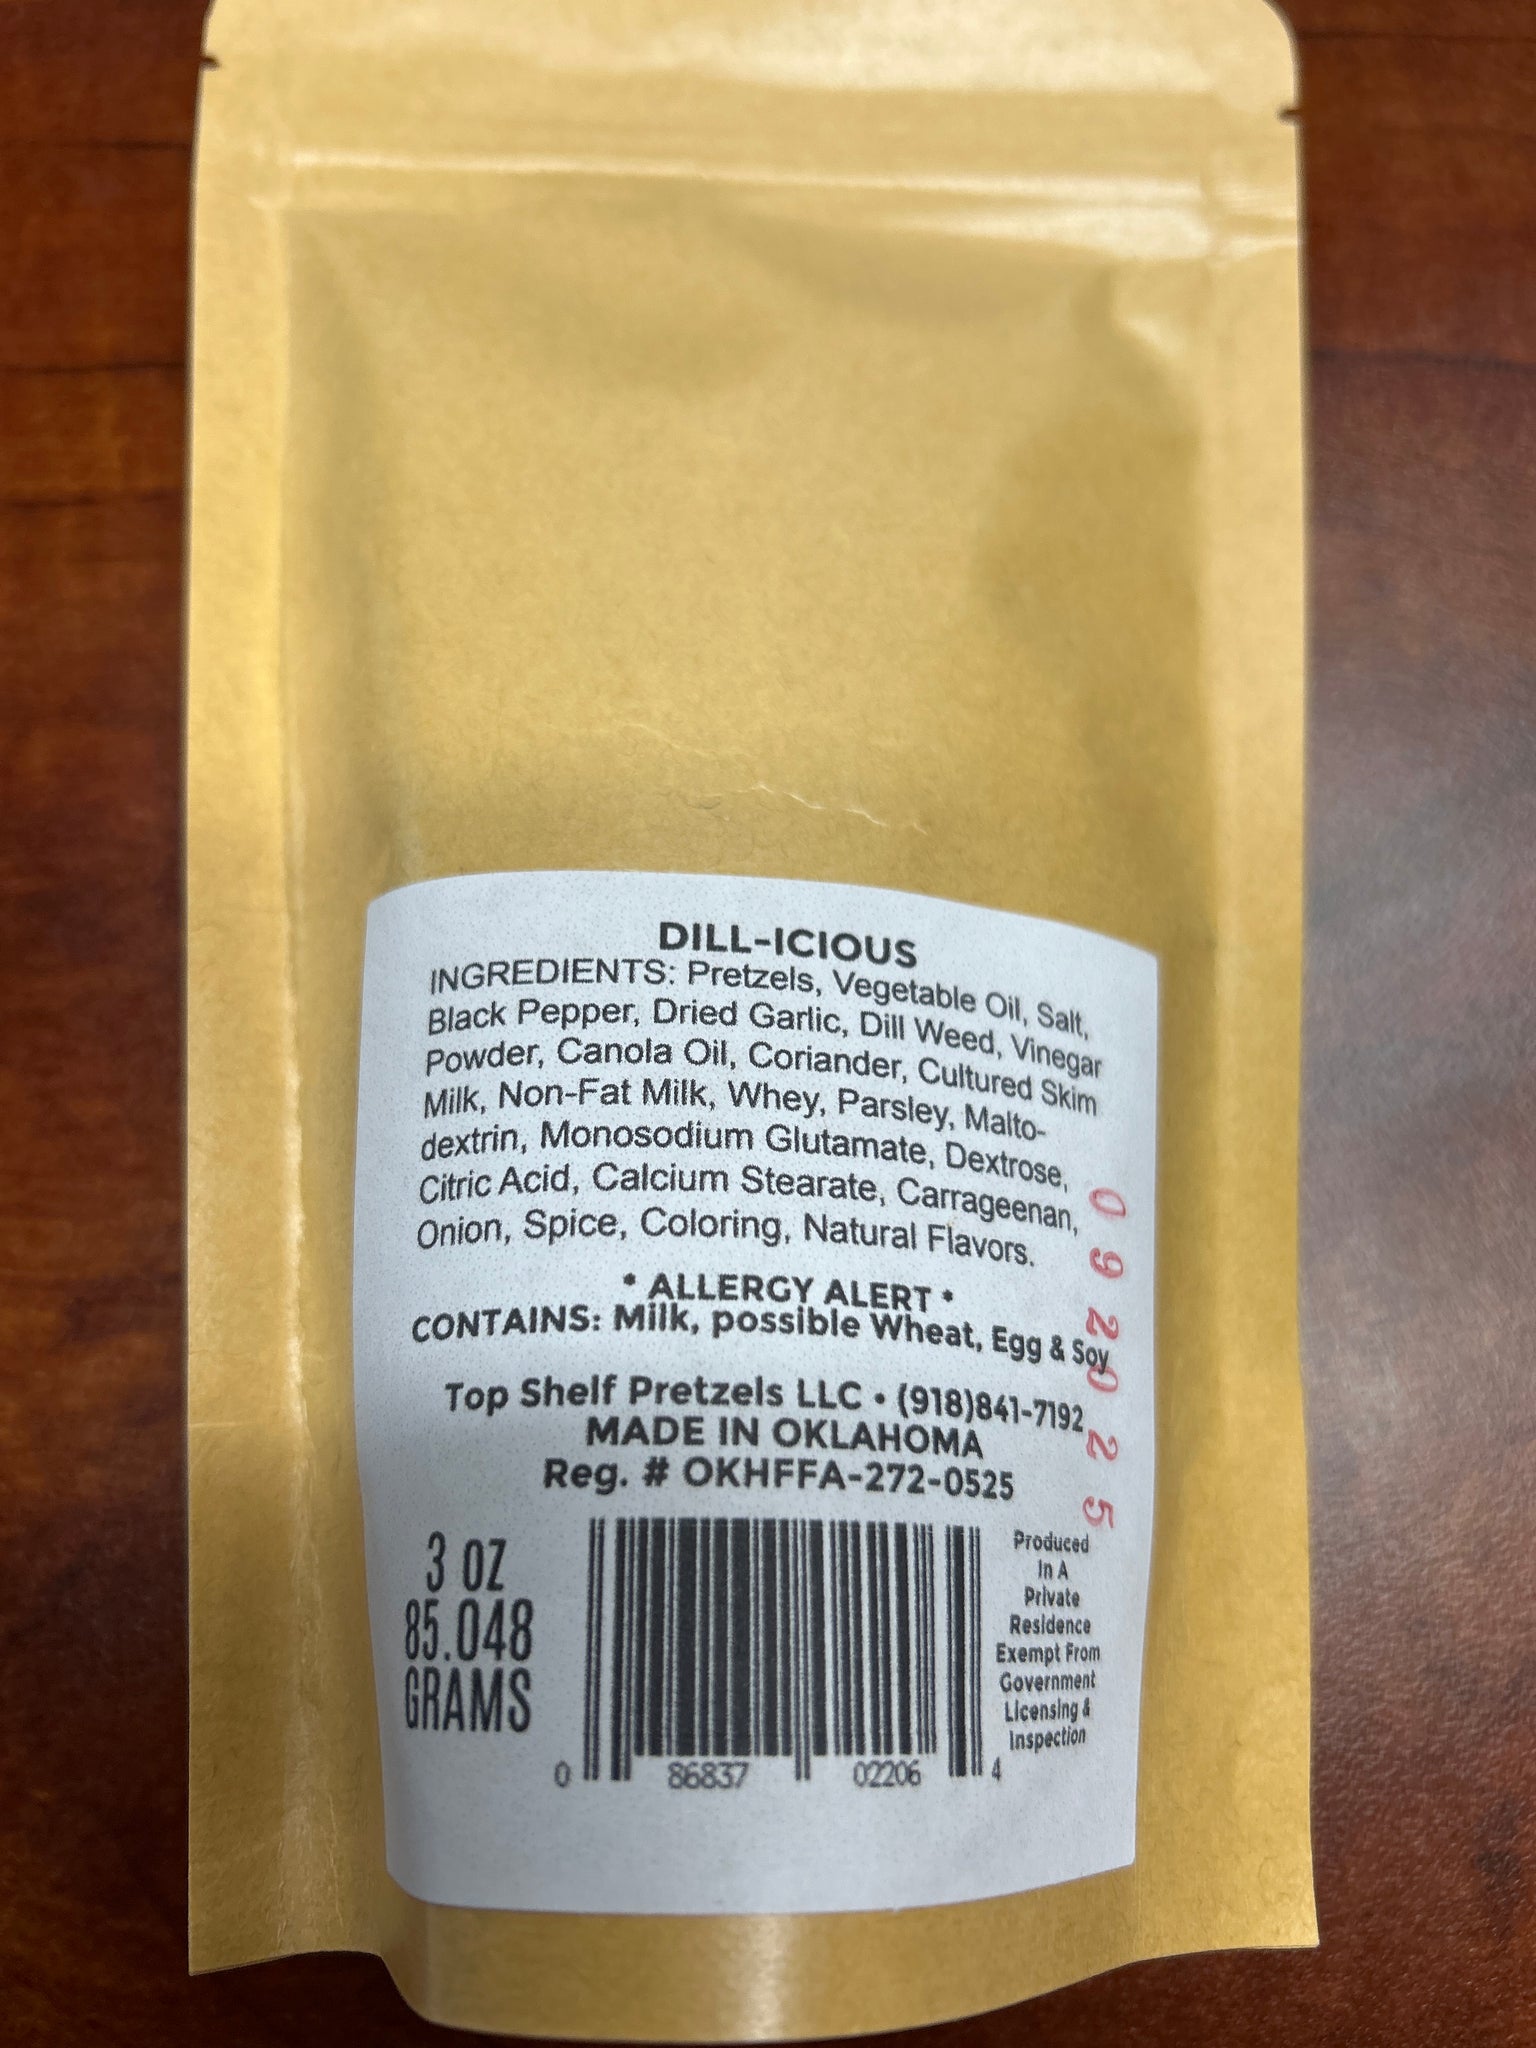 DILL-ICIOUS
INGREDIENTS: Pretzels, Vegetable Oil, Salt,
Black Pepper, Dried Garlic, Dill Weed, Vinegar
Powder, Canola Oil, Coriander, Cultured Skim
Milk, Non-Fat Milk, Whey, Parsley, Malto-
dextrin, Monosodium Glutamate, Dextrose,
Citric Acid, Calcium Stearate, Carrageenan,
Onion, Spice, Coloring, Natural Flavors.
* ALLERGY ALERT *
CONTAINS: Milk, possible Wheat, Egg & Soy
Top Shelf Pretzels LLC • (918)841-7192
MADE IN OKLAHOMA
Reg. # OKHFFA-272-0525
092025
3 OZ
85.048
GRAMS
0 86837 02206 4
Produced
In A
Private
Residence
Exempt From
Government
Licensing &
Inspection